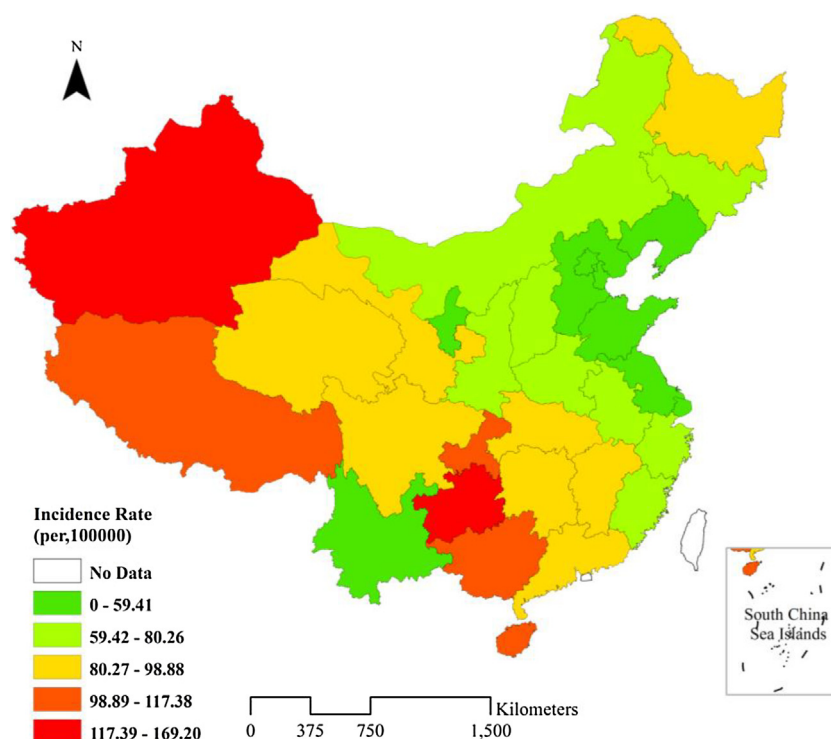 N
Incidence Rate
(per,100000)
No Data
0 - 59.41
59.42 - 80.26
80.27 - 98.88
98.89 - 117.38
117.39 - 169.20
Kilometers
0 375 750 1,500
South China
Sea Islands